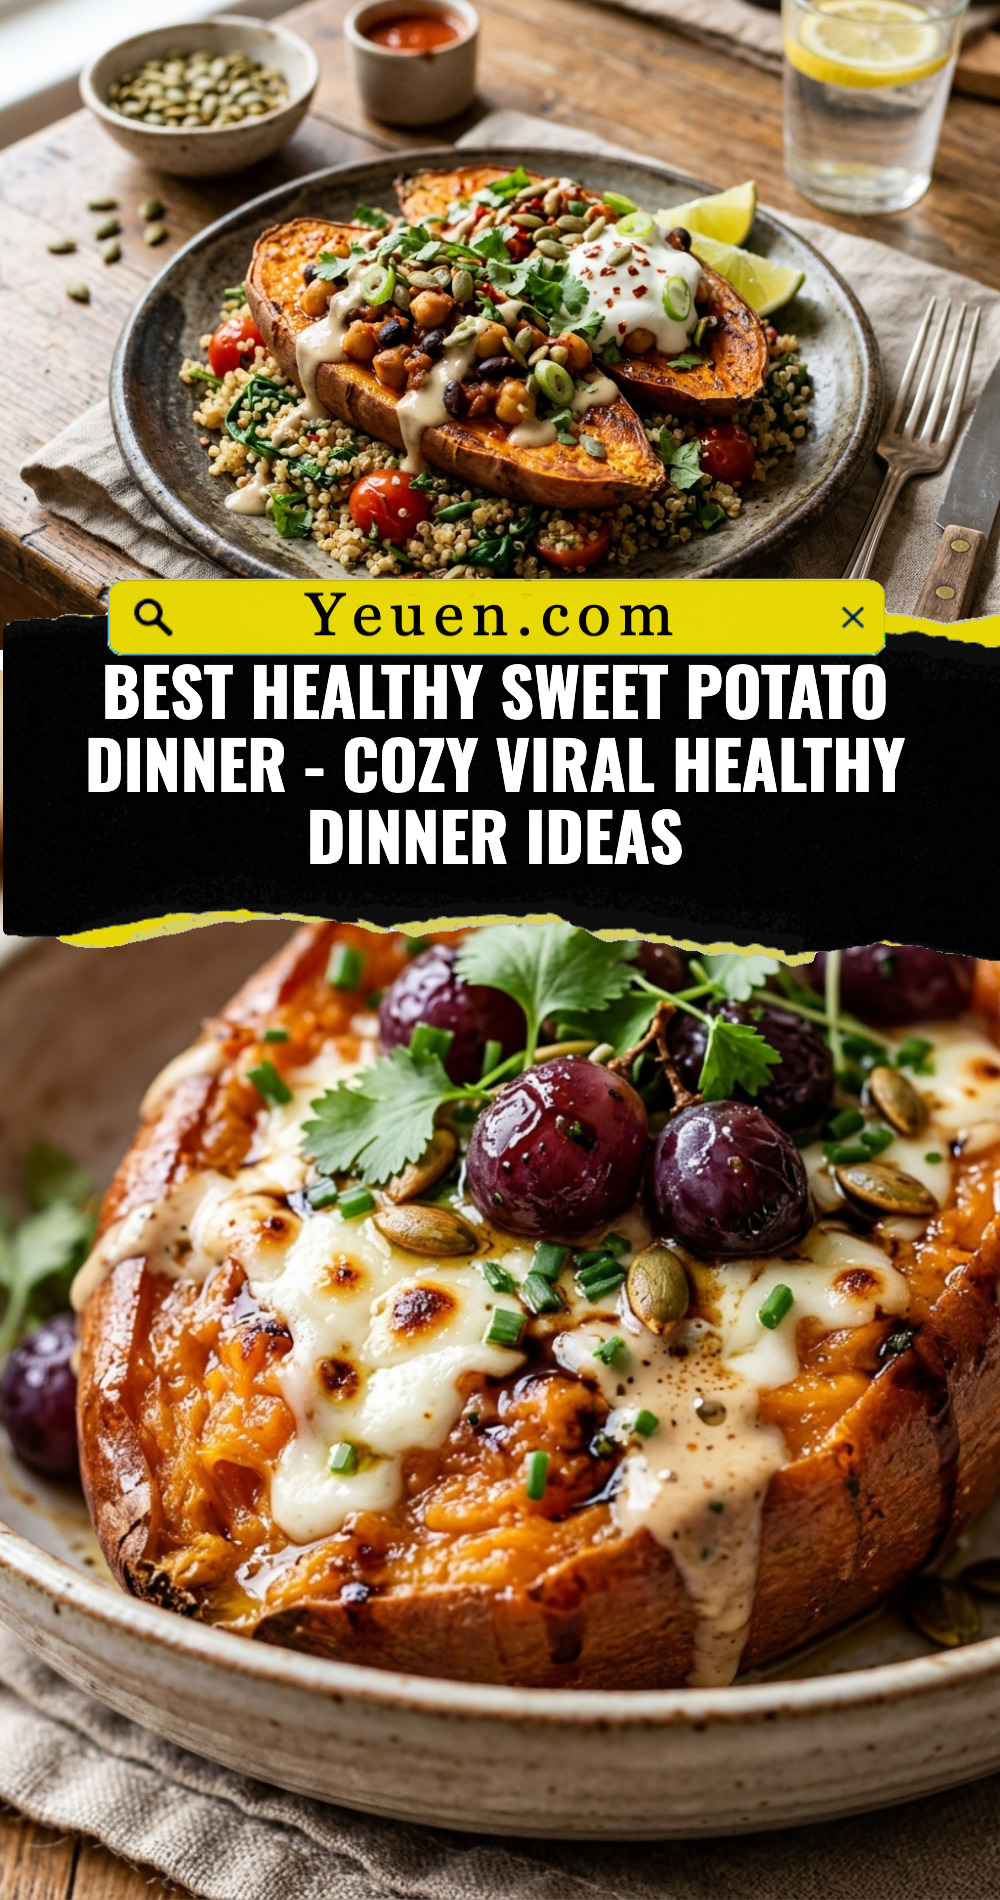 Yeuen.com
BEST HEALTHY SWEET POTATO
DINNER - COZY VIRAL HEALTHY
DINNER IDEAS